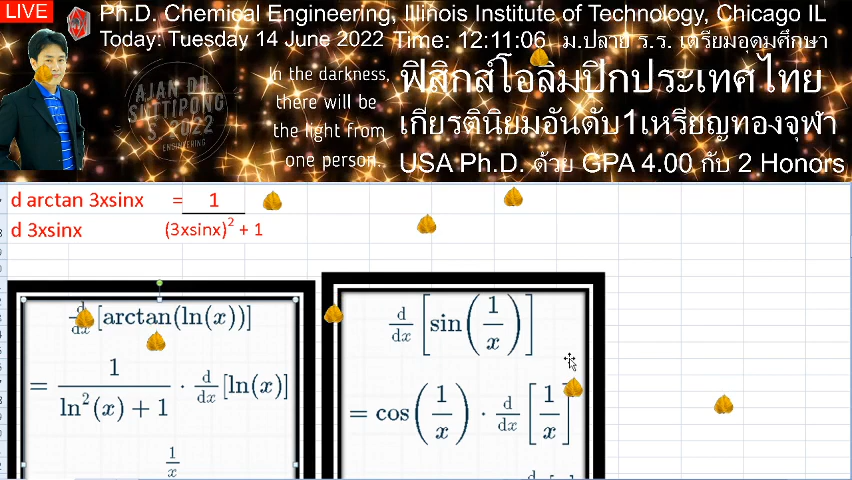 LIVE
Ph.D. Chemical Engineering, Illinois Institute of Technology, Chicago IL
Today: Tuesday 14 June 2022 Time: 12:11:06 ม.ปลาย ร.ร. เตรียมอุดมศึกษา
In the darkness,
there will be
the light from
one person..
ฟิสิกส์โอลิมปิกประเทศไทย
เกียรตินิยมอันดับ1เหรียญทองจุฬา
USA Ph.D. ด้วย GPA 4.00 กับ 2 Honors
AJAN DR
SITTIPONG
S 2022
ENGINEERING
d arctan 3xsinx = 1
d 3xsinx (3xsinx)² + 1
d/dx [arctan(ln(x))]
= 1/(ln²(x) + 1) · d/dx [ln(x)]
1/x
d/dx [sin(1/x)]
= cos(1/x) · d/dx [1/x]